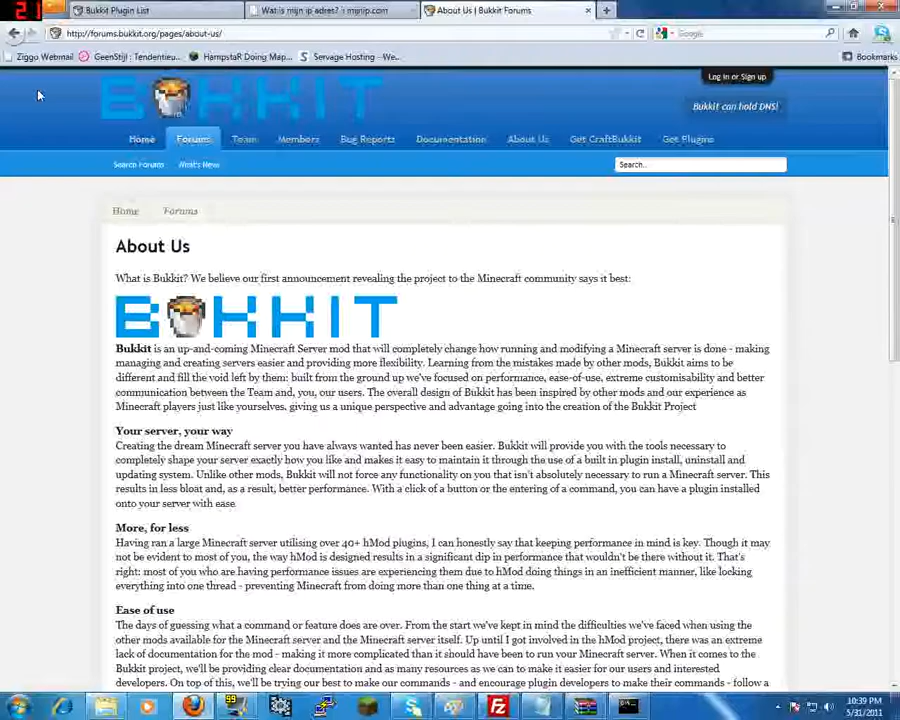 21
Bukkit Plugin List
Wat is mijn ip adres? :: mijnip.com
About Us | Bukkit Forums
http://forums.bukkit.org/pages/about-us/
Google
Ziggo Webmail
GeenStijl : Tendentieu...
HampstaR Doing Map...
Servage Hosting - We...
Bookmarks
BUKKIT
Log in or Sign up
Bukkit can hold DNS!
Home
Forums
Team
Members
Bug Reports
Documentation
About Us
Get CraftBukkit
Get Plugins
Search Forums
What's New
Search...
Home
Forums
About Us
What is Bukkit? We believe our first announcement revealing the project to the Minecraft community says it best:
BUKKIT
Bukkit is an up-and-coming Minecraft Server mod that will completely change how running and modifying a Minecraft server is done - making
managing and creating servers easier and providing more flexibility. Learning from the mistakes made by other mods, Bukkit aims to be
different and fill the void left by them: built from the ground up we've focused on performance, ease-of-use, extreme customisability and better
communication between the Team and, you, our users. The overall design of Bukkit has been inspired by other mods and our experience as
Minecraft players just like yourselves, giving us a unique perspective and advantage going into the creation of the Bukkit Project
Your server, your way
Creating the dream Minecraft server you have always wanted has never been easier. Bukkit will provide you with the tools necessary to
completely shape your server exactly how you like and makes it easy to maintain it through the use of a built in plugin install, uninstall and
updating system. Unlike other mods, Bukkit will not force any functionality on you that isn't absolutely necessary to run a Minecraft server. This
results in less bloat and, as a result, better performance. With a click of a button or the entering of a command, you can have a plugin installed
onto your server with ease.
More, for less
Having ran a large Minecraft server utilising over 40+ hMod plugins, I can honestly say that keeping performance in mind is key. Though it may
not be evident to most of you, the way hMod is designed results in a significant dip in performance that wouldn't be there without it. That's
right: most of you who are having performance issues are experiencing them due to hMod doing things in an inefficient manner, like locking
everything into one thread - preventing Minecraft from doing more than one thing at a time.
Ease of use
The days of guessing what a command or feature does are over. From the start we've kept in mind the difficulties we've faced when using the
other mods available for the Minecraft server and the Minecraft server itself. Up until I got involved in the hMod project, there was an extreme
lack of documentation for the mod - making it more complicated than it should have been to run your Minecraft server. When it comes to the
Bukkit project, we'll be providing clear documentation and as many resources as we can to make it easier for our users and interested
developers. On top of this, we'll be trying our best to make our commands - and encourage plugin developers to make their commands - follow a
99
10:39 PM
5/31/2011